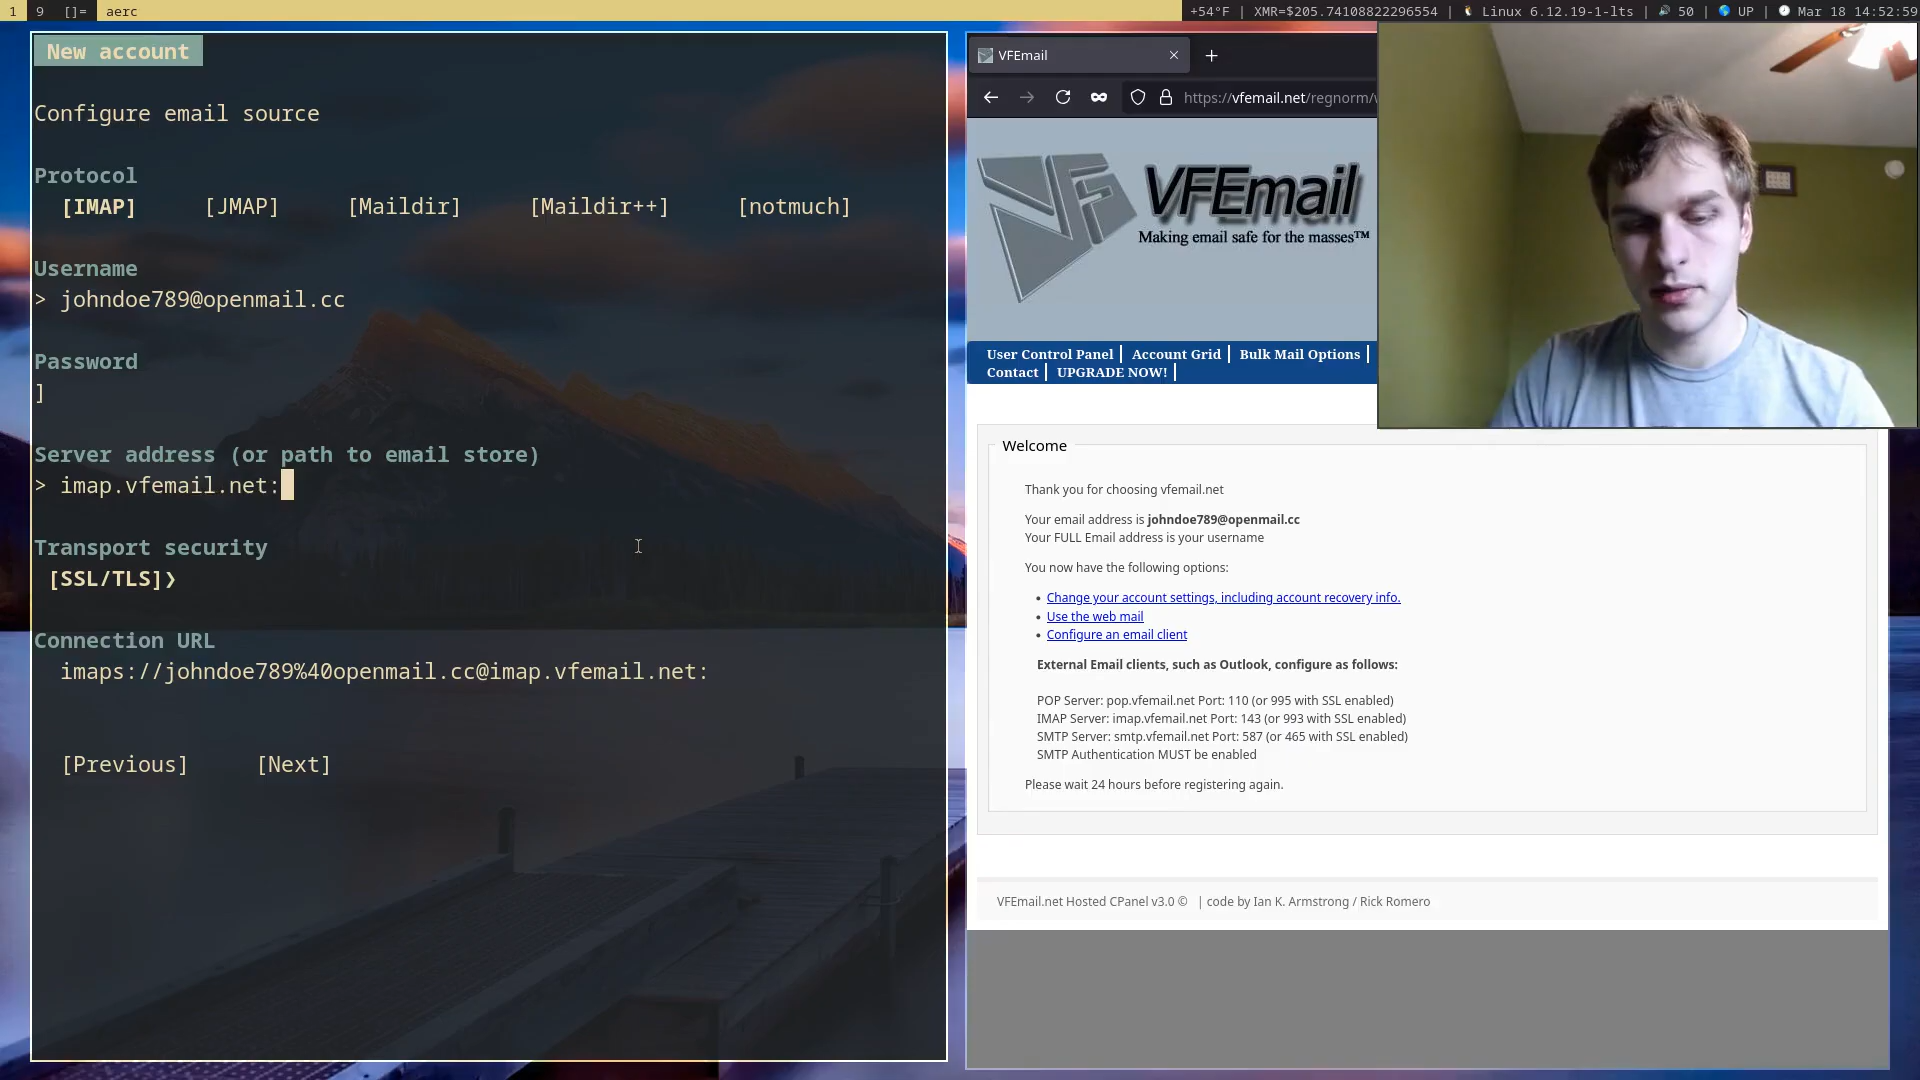 1 9 []= aerc
+54°F | XMR=$205.74108822296554 | Linux 6.12.19-1-lts | 50 | UP | Mar 18 14:52:59
New account
Configure email source
Protocol
[IMAP] [JMAP] [Maildir] [Maildir++] [notmuch]
Username
> johndoe789@openmail.cc
Password
]
Server address (or path to email store)
> imap.vfemail.net:
Transport security
[SSL/TLS]❯
Connection URL
imaps://johndoe789%40openmail.cc@imap.vfemail.net:
[Previous] [Next]
VFEmail
https://vfemail.net/regnorm/
VFEmail
Making email safe for the masses™
User Control Panel | Account Grid | Bulk Mail Options |
Contact | UPGRADE NOW! |
Welcome
Thank you for choosing vfemail.net
Your email address is johndoe789@openmail.cc
Your FULL Email address is your username
You now have the following options:
• Change your account settings, including account recovery info.
• Use the web mail
• Configure an email client
External Email clients, such as Outlook, configure as follows:
POP Server: pop.vfemail.net Port: 110 (or 995 with SSL enabled)
IMAP Server: imap.vfemail.net Port: 143 (or 993 with SSL enabled)
SMTP Server: smtp.vfemail.net Port: 587 (or 465 with SSL enabled)
SMTP Authentication MUST be enabled
Please wait 24 hours before registering again.
VFEmail.net Hosted CPanel v3.0 © | code by Ian K. Armstrong / Rick Romero